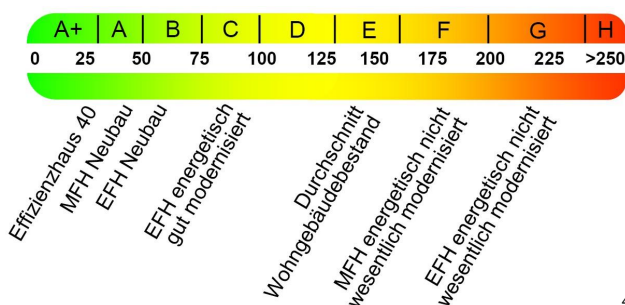 A+ A B C D E F G H
0 25 50 75 100 125 150 175 200 225 >250
Effizienzhaus 40
MFH Neubau
EFH Neubau
EFH energetisch
gut modernisiert
Durchschnitt
Wohngebäudebestand
MFH energetisch nicht
wesentlich modernisiert
EFH energetisch nicht
wesentlich modernisiert